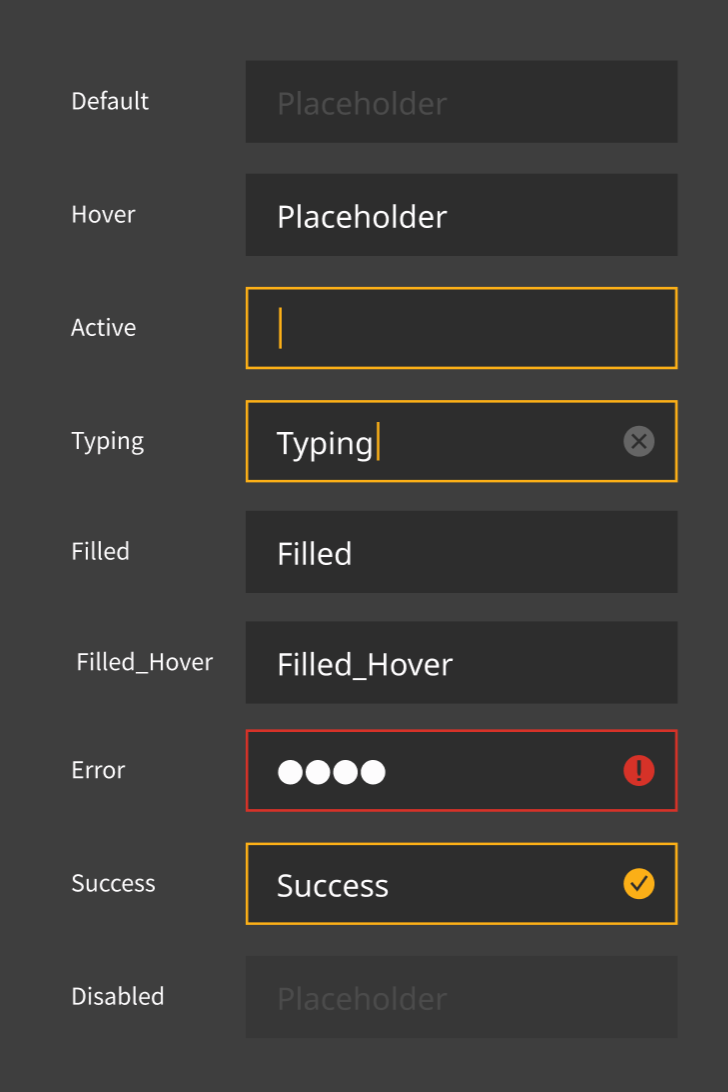 Default Placeholder
Hover Placeholder
Active
Typing Typing
Filled Filled
Filled_Hover Filled_Hover
Error
Success Success
Disabled Placeholder